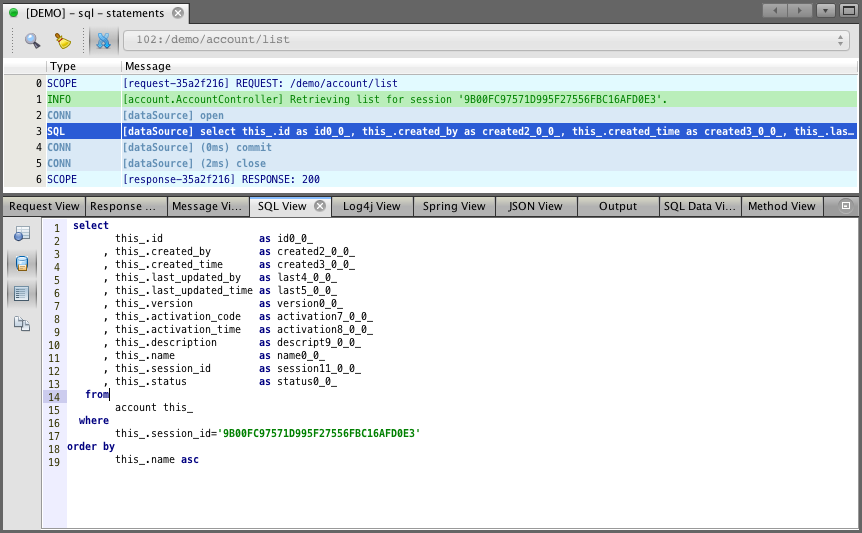 [DEMO] – sql – statements
102:/demo/account/list
Type Message
0 SCOPE [request-35a2f216] REQUEST: /demo/account/list
1 INFO [account.AccountController] Retrieving list for session '9B00FC97571D995F27556FBC16AFD0E3'.
2 CONN [dataSource] open
3 SQL [dataSource] select this_.id as id0_0_, this_.created_by as created2_0_0_, this_.created_time as created3_0_0_, this_.las…
4 CONN [dataSource] (0ms) commit
5 CONN [dataSource] (2ms) close
6 SCOPE [response-35a2f216] RESPONSE: 200
Request View Response ... Message Vi... SQL View Log4j View Spring View JSON View Output SQL Data Vi... Method View
1 select
2 this_.id as id0_0_
3 , this_.created_by as created2_0_0_
4 , this_.created_time as created3_0_0_
5 , this_.last_updated_by as last4_0_0_
6 , this_.last_updated_time as last5_0_0_
7 , this_.version as version0_0_
8 , this_.activation_code as activation7_0_0_
9 , this_.activation_time as activation8_0_0_
10 , this_.description as descript9_0_0_
11 , this_.name as name0_0_
12 , this_.session_id as session11_0_0_
13 , this_.status as status0_0_
14 from
15 account this_
16 where
17 this_.session_id='9B00FC97571D995F27556FBC16AFD0E3'
18 order by
19 this_.name asc